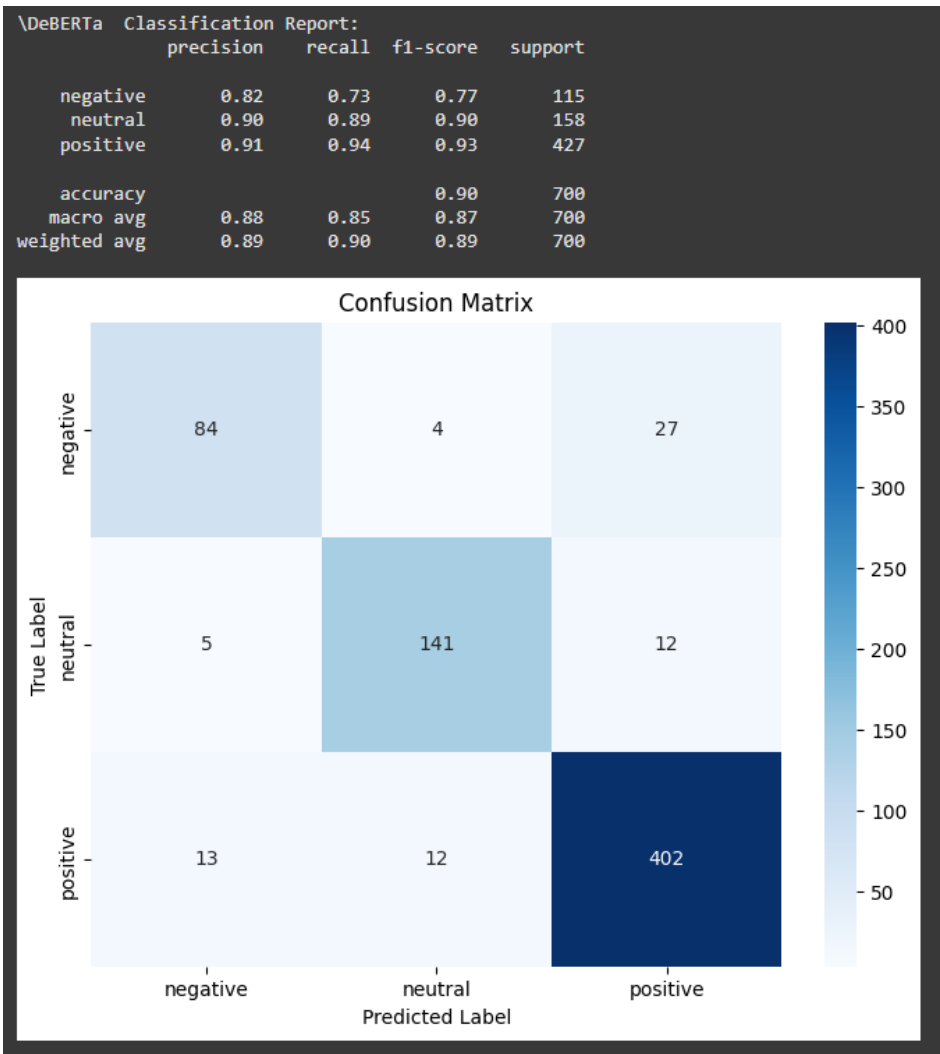 \DeBERTa  Classification Report:
precision recall f1-score support
negative 0.82 0.73 0.77 115
neutral 0.90 0.89 0.90 158
positive 0.91 0.94 0.93 427
accuracy 0.90 700
macro avg 0.88 0.85 0.87 700
weighted avg 0.89 0.90 0.89 700
Confusion Matrix
True Label
negative
84 4 27
neutral
5 141 12
positive
13 12 402
negative neutral positive
Predicted Label
400
350
300
250
200
150
100
50